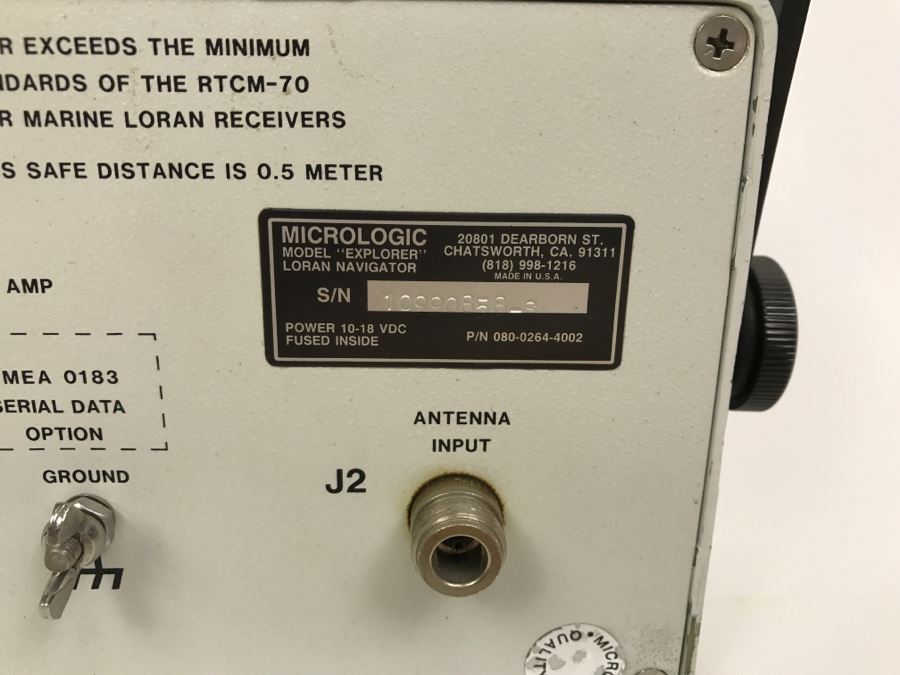 R EXCEEDS THE MINIMUM
NDARDS OF THE RTCM-70
R MARINE LORAN RECEIVERS
S SAFE DISTANCE IS 0.5 METER
MICROLOGIC
MODEL "EXPLORER"
LORAN NAVIGATOR
20801 DEARBORN ST.
CHATSWORTH, CA. 91311
(818) 998-1216
MADE IN U.S.A.
S/N
POWER 10-18 VDC
FUSED INSIDE
P/N 080-0264-4002
AMP
MEA 0183
SERIAL DATA
OPTION
GROUND
ANTENNA
INPUT
J2
QUALITY • MICRO